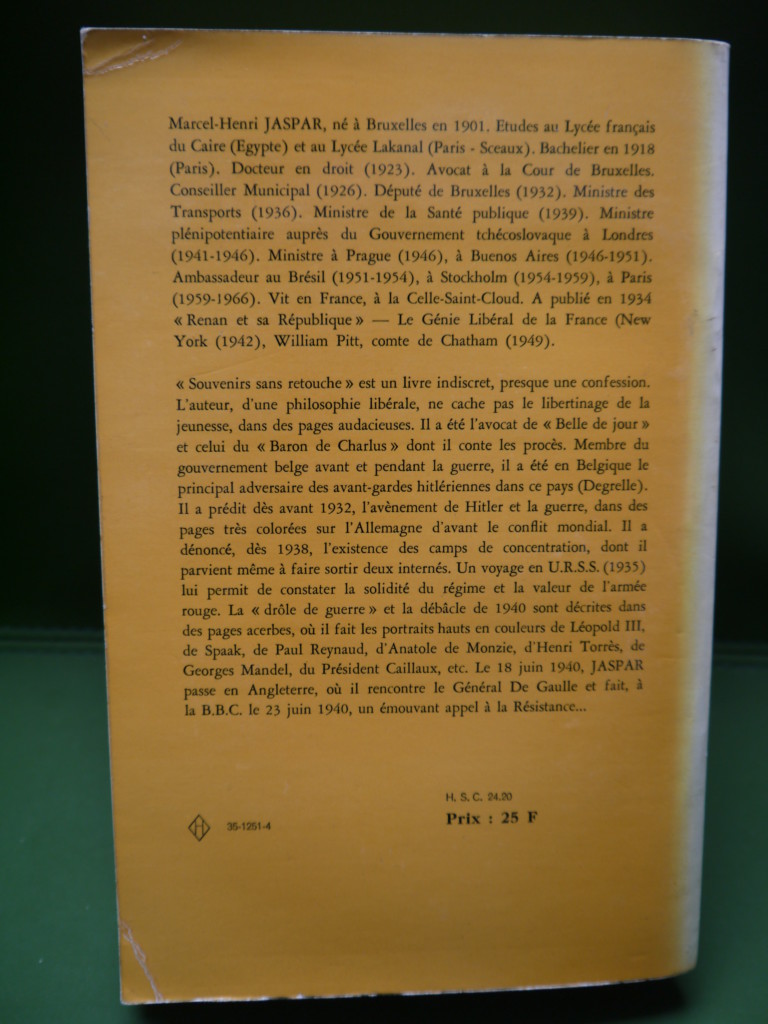 Marcel-Henri JASPAR, né à Bruxelles en 1901. Etudes au Lycée français
du Caire (Egypte) et au Lycée Lakanal (Paris - Sceaux). Bachelier en 1918
(Paris). Docteur en droit (1923). Avocat à la Cour de Bruxelles.
Conseiller Municipal (1926). Député de Bruxelles (1932). Ministre des
Transports (1936). Ministre de la Santé publique (1939). Ministre
plénipotentiaire auprès du Gouvernement tchécoslovaque à Londres
(1941-1946). Ministre à Prague (1946), à Buenos Aires (1946-1951).
Ambassadeur au Brésil (1951-1954), à Stockholm (1954-1959), à Paris
(1959-1966). Vit en France, à la Celle-Saint-Cloud. A publié en 1934
« Renan et sa République » — Le Génie Libéral de la France (New
York (1942), William Pitt, comte de Chatham (1949).
« Souvenirs sans retouche » est un livre indiscret, presque une confession.
L'auteur, d'une philosophie libérale, ne cache pas le libertinage de la
jeunesse, dans des pages audacieuses. Il a été l'avocat de « Belle de jour »
et celui du « Baron de Charlus » dont il conte les procès. Membre du
gouvernement belge avant et pendant la guerre, il a été en Belgique le
principal adversaire des avant-gardes hitlériennes dans ce pays (Degrelle).
Il a prédit dès avant 1932, l'avènement de Hitler et la guerre, dans des
pages très colorées sur l'Allemagne d'avant le conflit mondial. Il a
dénoncé, dès 1938, l'existence des camps de concentration, dont il
parvient même à faire sortir deux internés. Un voyage en U.R.S.S. (1935)
lui permit de constater la solidité du régime et la valeur de l'armée
rouge. La « drôle de guerre » et la débâcle de 1940 sont décrites dans
des pages acerbes, où il fait les portraits hauts en couleurs de Léopold III,
de Spaak, de Paul Reynaud, d'Anatole de Monzie, d'Henri Torrès, de
Georges Mandel, du Président Caillaux, etc. Le 18 juin 1940, JASPAR
passe en Angleterre, où il rencontre le Général De Gaulle et fait, à
la B.B.C. le 23 juin 1940, un émouvant appel à la Résistance...
H. S. C. 24.20
H 35-1251-4
Prix : 25 F